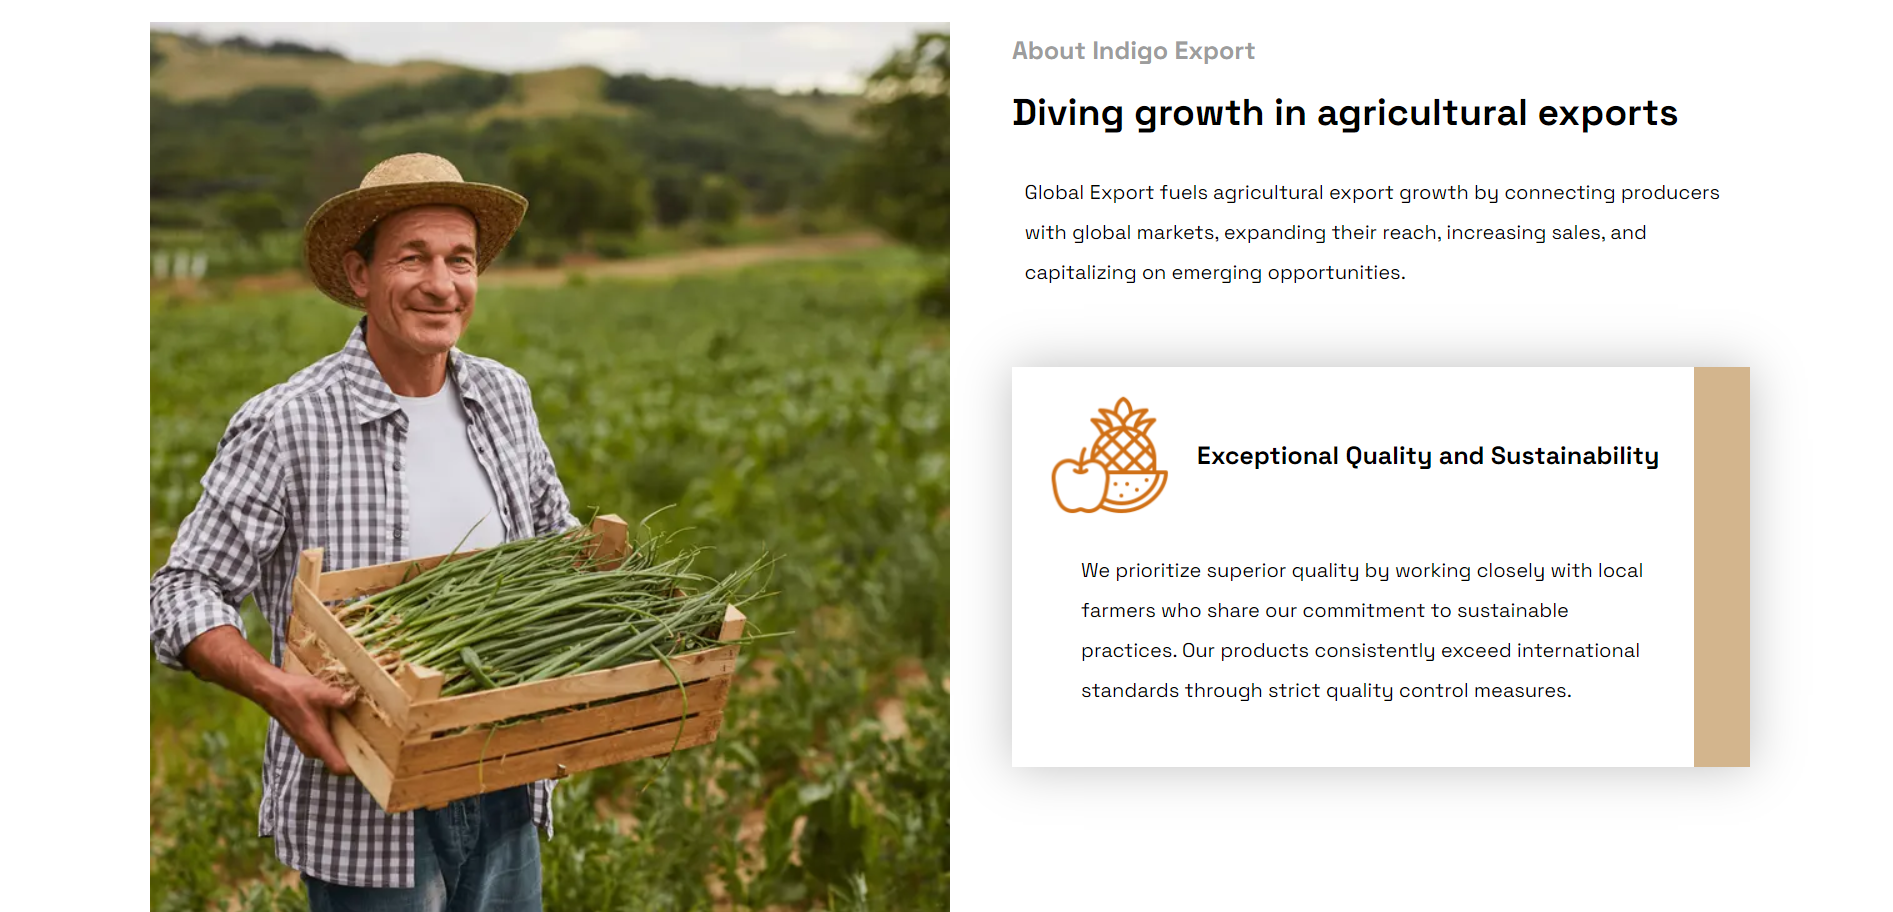 About Indigo Export
Diving growth in agricultural exports
Global Export fuels agricultural export growth by connecting producers
with global markets, expanding their reach, increasing sales, and
capitalizing on emerging opportunities.
Exceptional Quality and Sustainability
We prioritize superior quality by working closely with local
farmers who share our commitment to sustainable
practices. Our products consistently exceed international
standards through strict quality control measures.